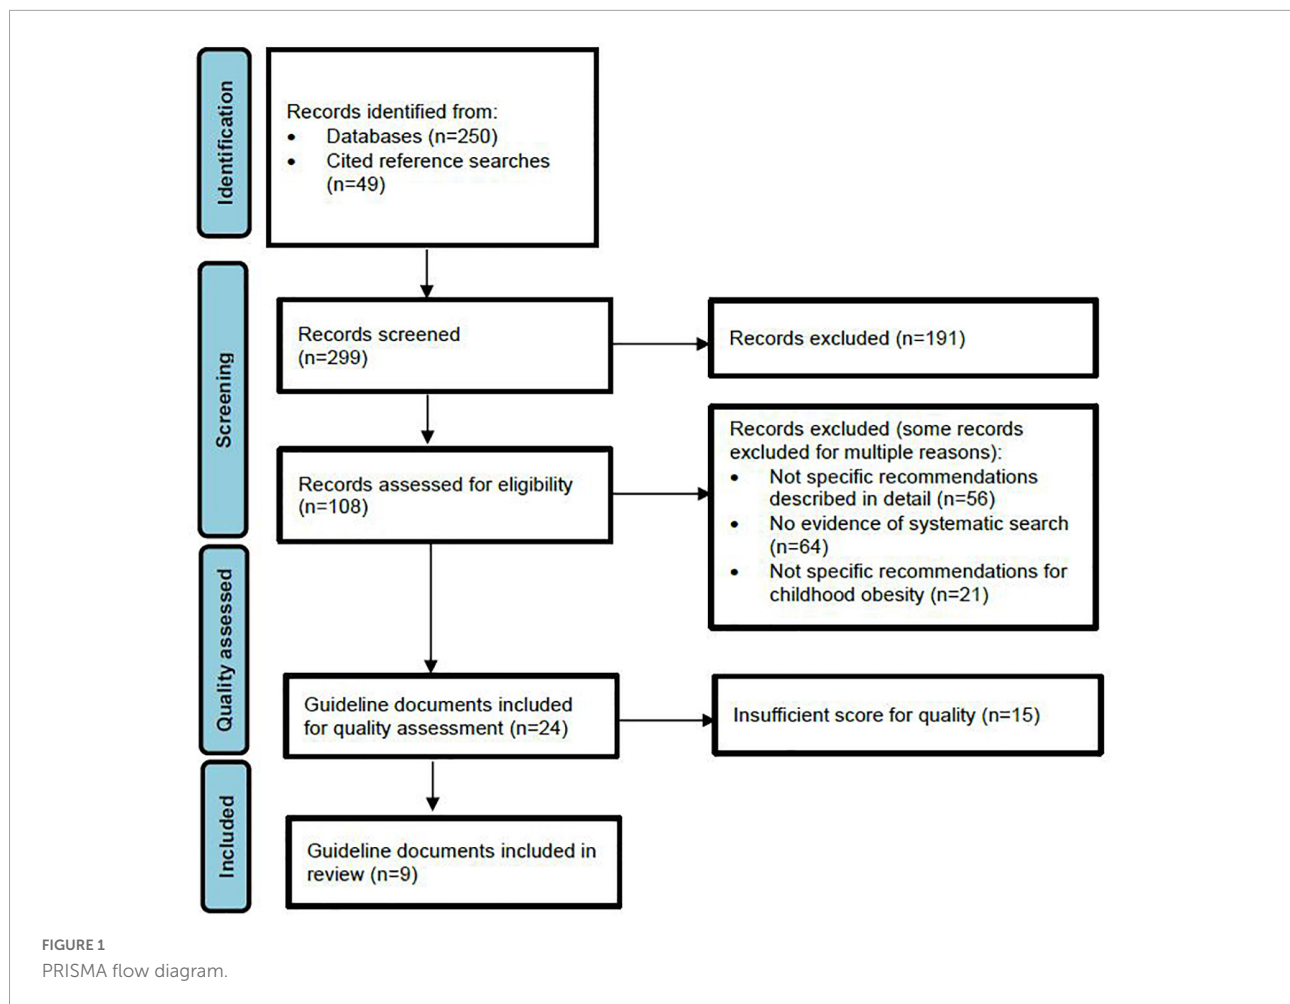 Identification
Records identified from:
• Databases (n=250)
• Cited reference searches
(n=49)
Screening
Records screened
(n=299)
Records excluded (n=191)
Records assessed for eligibility
(n=108)
Records excluded (some records
excluded for multiple reasons):
• Not specific recommendations
described in detail (n=56)
• No evidence of systematic search
(n=64)
• Not specific recommendations for
childhood obesity (n=21)
Quality assessed
Guideline documents included
for quality assessment (n=24)
Insufficient score for quality (n=15)
Included
Guideline documents included in
review (n=9)
FIGURE 1
PRISMA flow diagram.